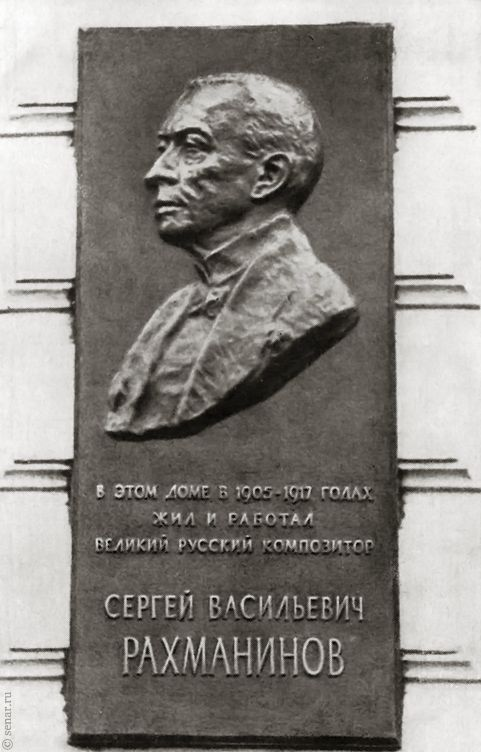 В ЭТОМ ДОМЕ В 1905-1917 ГОДАХ
ЖИЛ И РАБОТАЛ
ВЕЛИКИЙ РУССКИЙ КОМПОЗИТОР
СЕРГЕЙ ВАСИЛЬЕВИЧ
РАХМАНИНОВ
© senar.ru